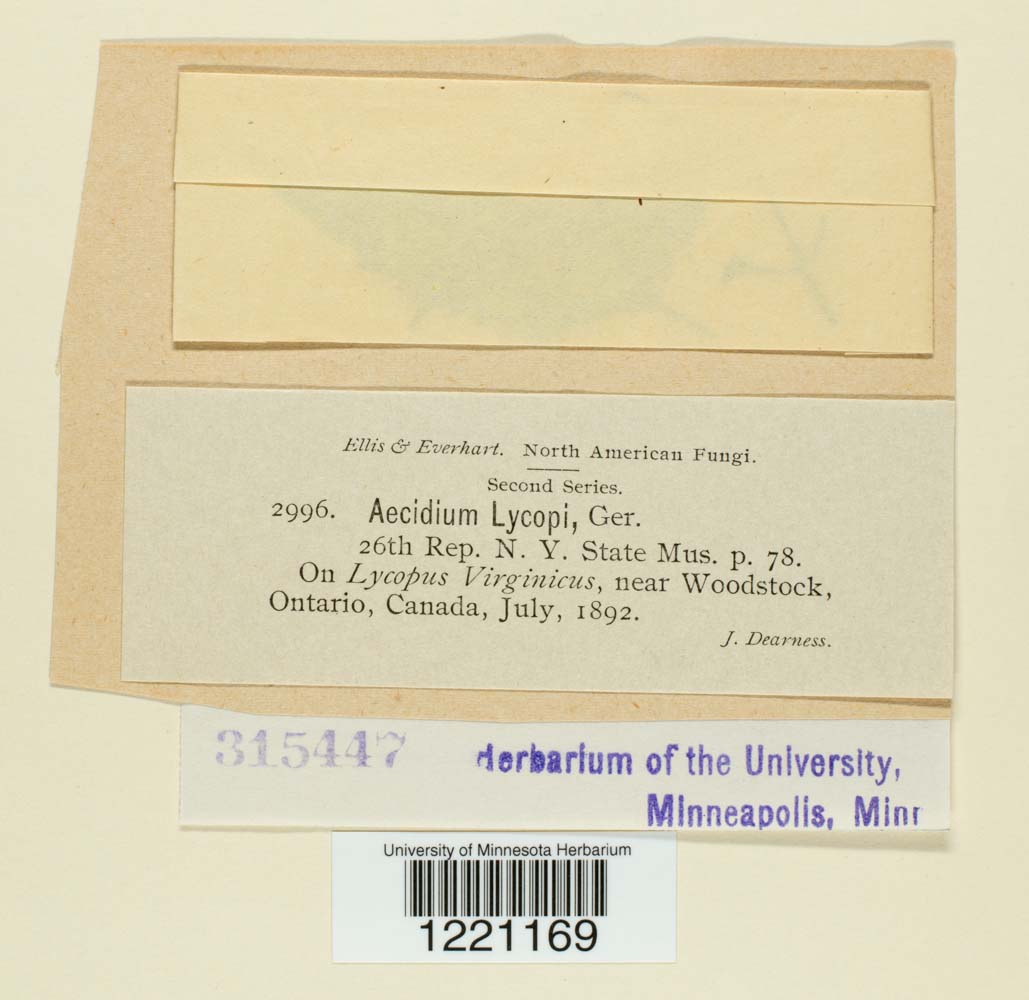 Ellis & Everhart. North American Fungi.
Second Series.
2996. Aecidium Lycopi, Ger.
26th Rep. N. Y. State Mus. p. 78.
On Lycopus Virginicus, near Woodstock,
Ontario, Canada, July, 1892.
J. Dearness.
315447 Herbarium of the University,
Minneapolis, Minn
University of Minnesota Herbarium
1221169